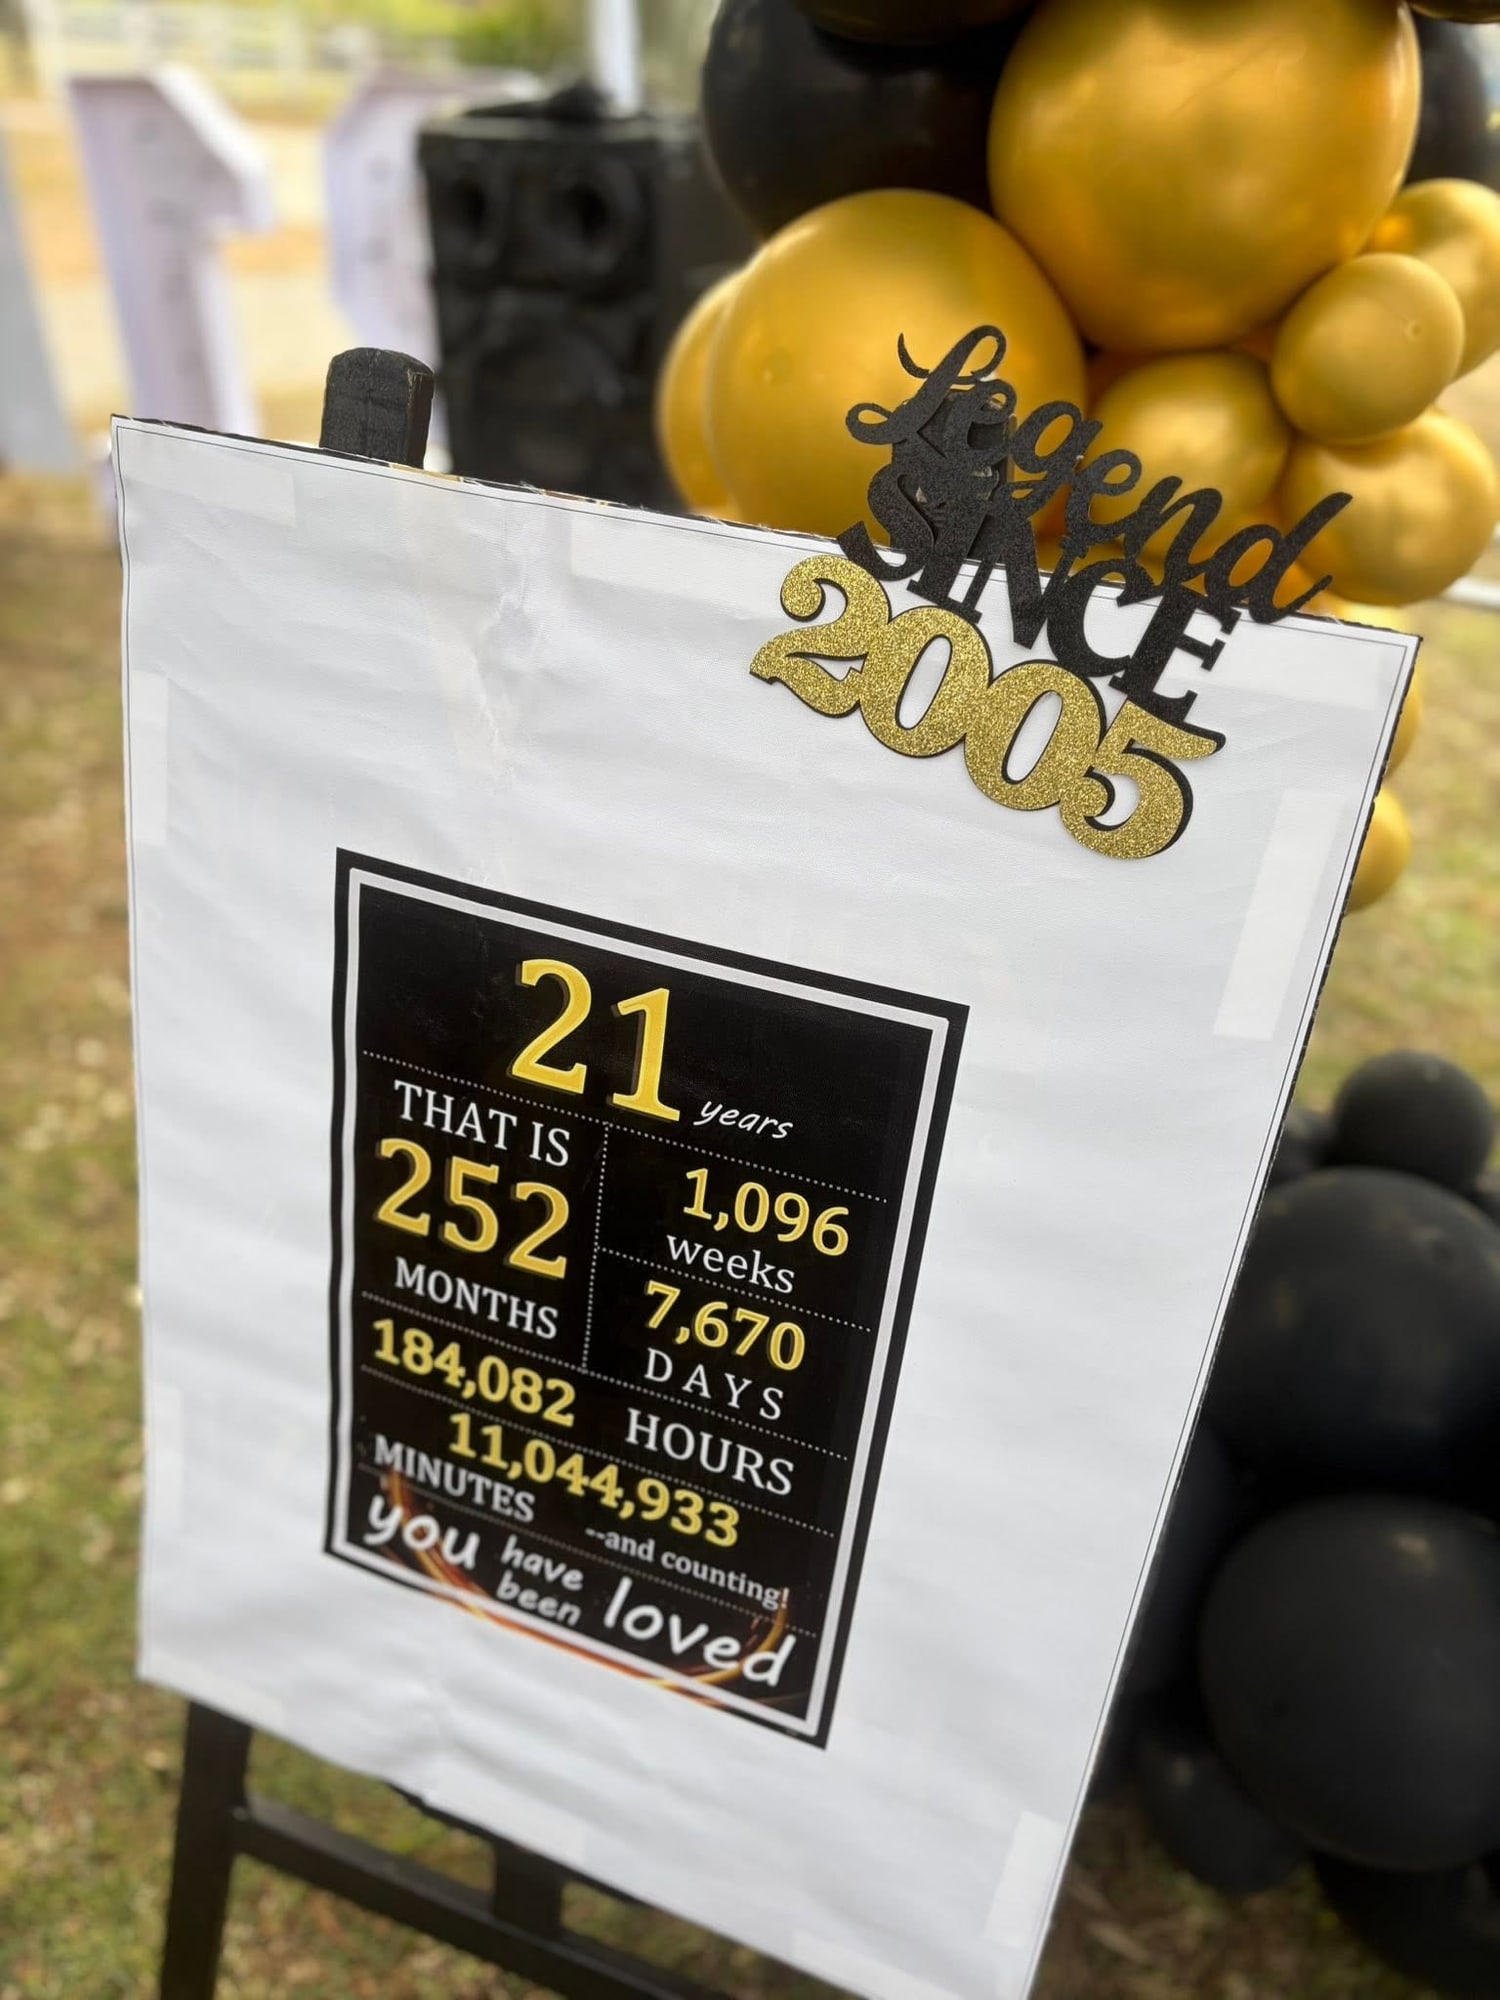 Legend
SINCE
2005
21 years
THAT IS
252
MONTHS
1,096
weeks
7,670
DAYS
184,082 HOURS
11,044,933
MINUTES --and counting!
you have been loved